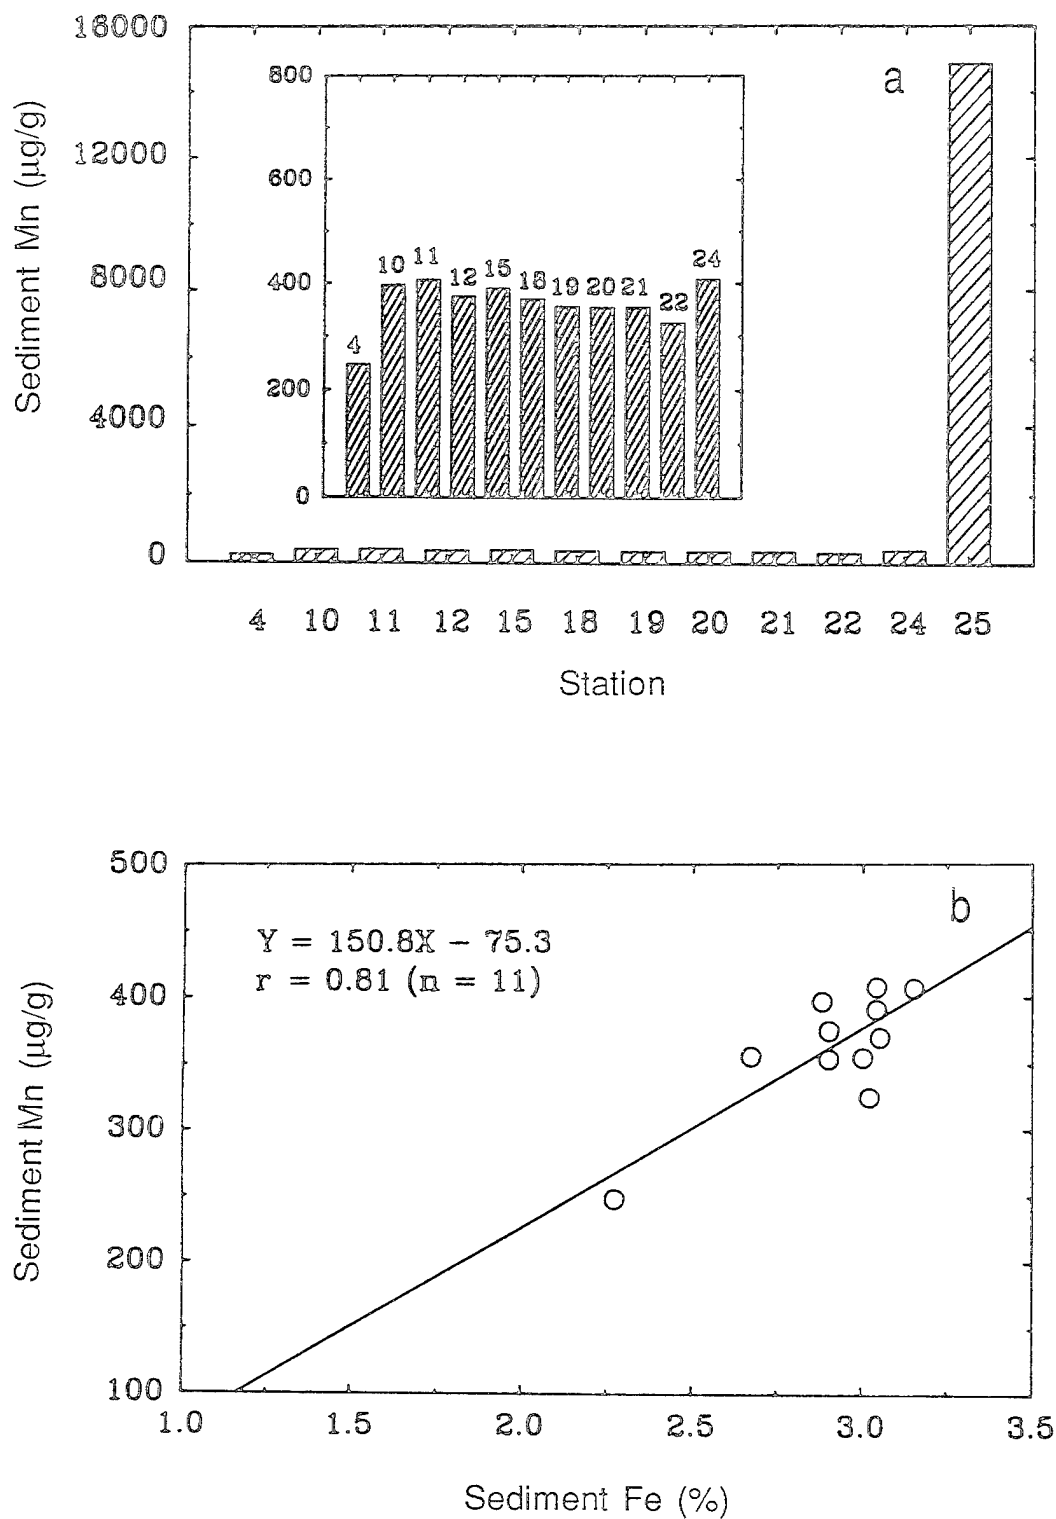 a
Sediment Mn (µg/g)
16000
12000
8000
4000
0
800
600
400
200
0
4 10 11 12 15 18 19 20 21 22 24
4 10 11 12 15 18 19 20 21 22 24 25
Station
b
Sediment Mn (µg/g)
500
400
300
200
100
Y = 150.8X − 75.3
r = 0.81 (n = 11)
1.0 1.5 2.0 2.5 3.0 3.5
Sediment Fe (%)